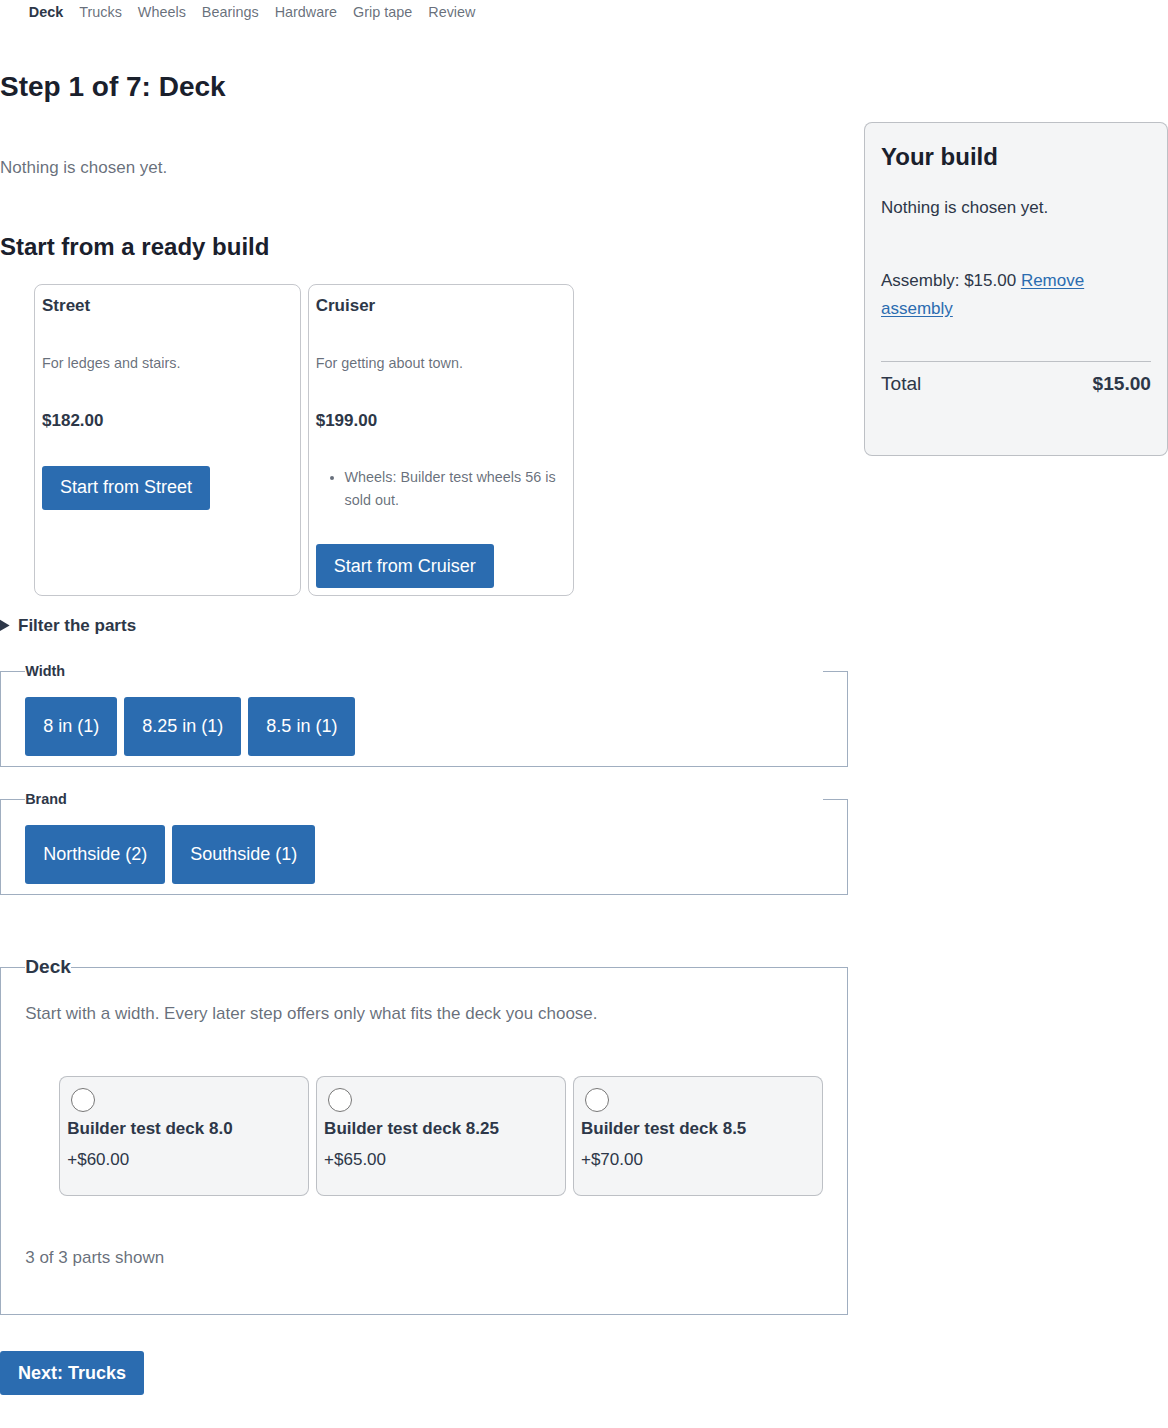 Deck Trucks Wheels Bearings Hardware Grip tape Review
Step 1 of 7: Deck
Nothing is chosen yet.
Start from a ready build
Street
For ledges and stairs.
$182.00
Start from Street
Cruiser
For getting about town.
$199.00
• Wheels: Builder test wheels 56 is
sold out.
Start from Cruiser
Filter the parts
Width
8 in (1) 8.25 in (1) 8.5 in (1)
Brand
Northside (2) Southside (1)
Deck
Start with a width. Every later step offers only what fits the deck you choose.
Builder test deck 8.0
+$60.00
Builder test deck 8.25
+$65.00
Builder test deck 8.5
+$70.00
3 of 3 parts shown
Next: Trucks
Your build
Nothing is chosen yet.
Assembly: $15.00 Remove
assembly
Total $15.00